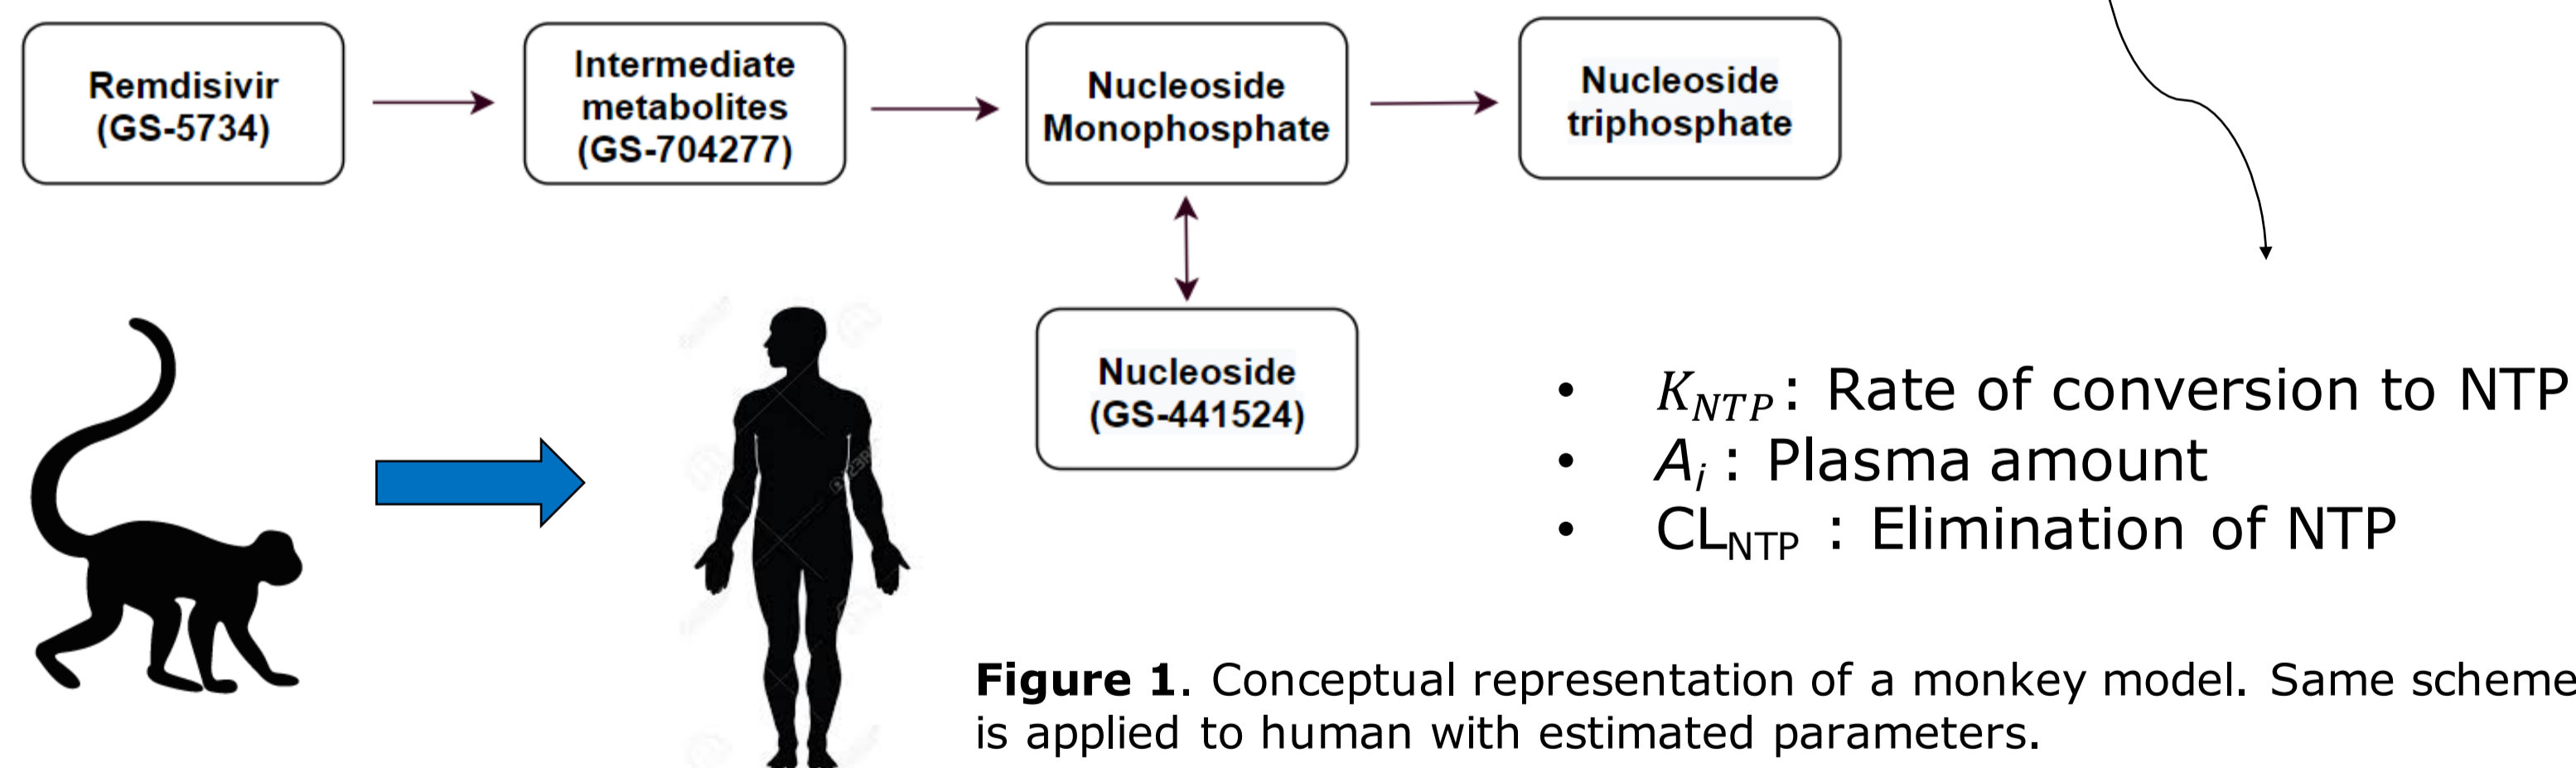 Remdisivir
(GS-5734)
Intermediate
metabolites
(GS-704277)
Nucleoside
Monophosphate
Nucleoside
triphosphate
Nucleoside
(GS-441524)
• K_NTP : Rate of conversion to NTP
• A_i : Plasma amount
• CL_NTP : Elimination of NTP
Figure 1. Conceptual representation of a monkey model. Same scheme
is applied to human with estimated parameters.